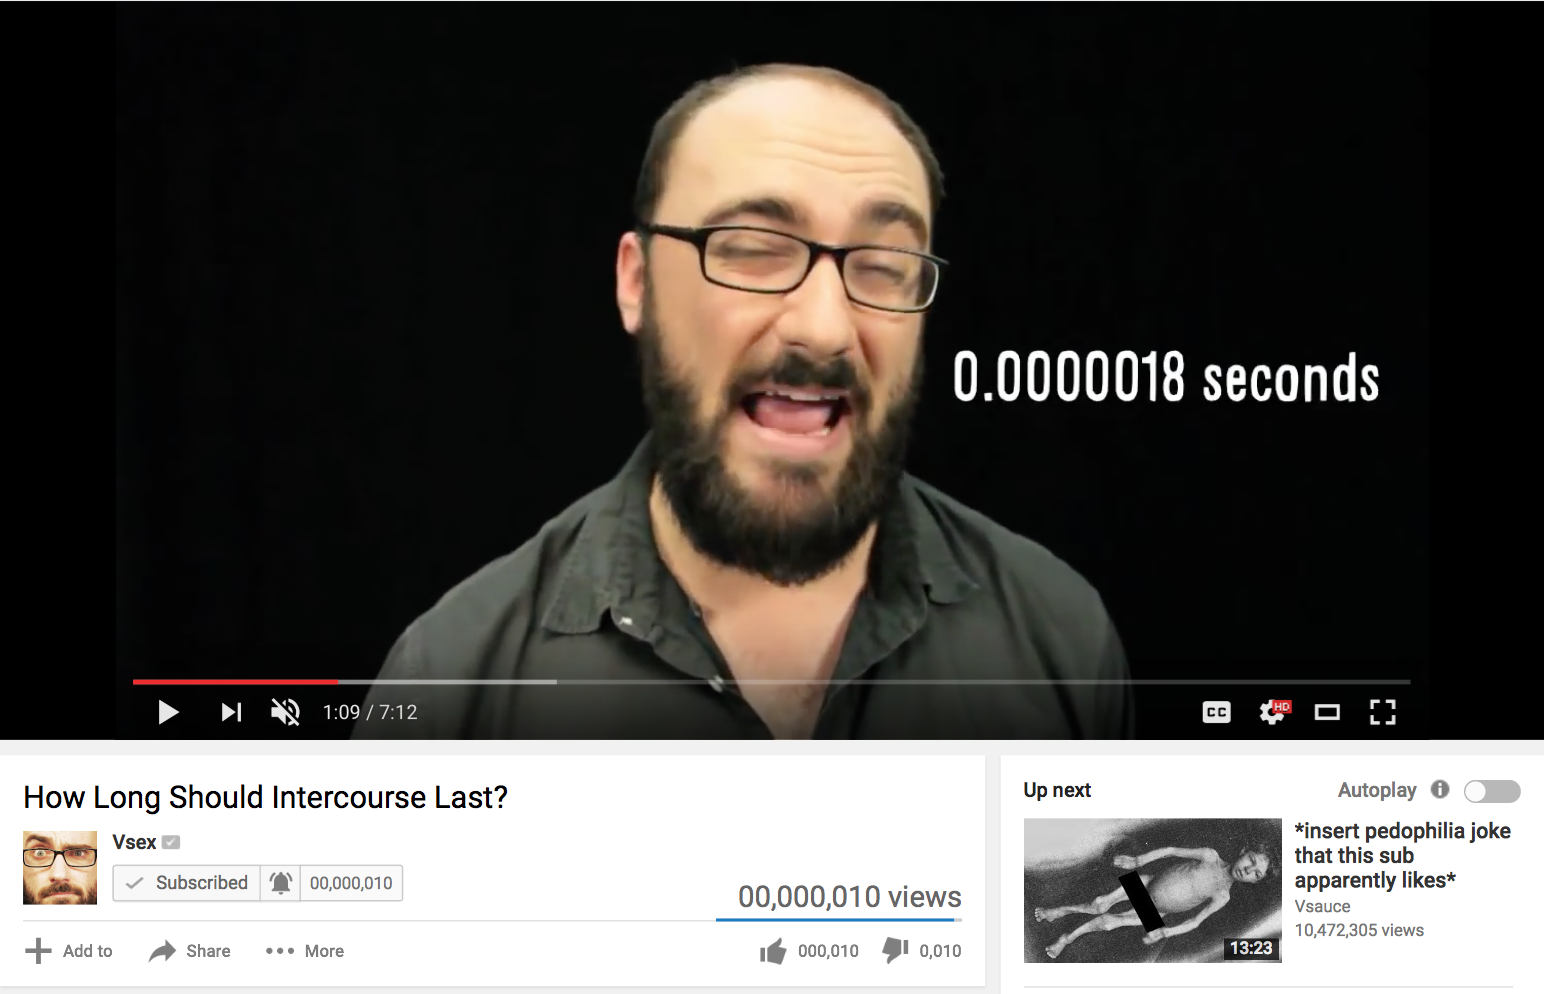 0.0000018 seconds
1:09 / 7:12
CC
HD
How Long Should Intercourse Last?
Vsex
Subscribed
00,000,010
00,000,010 views
Add to
Share
More
000,010
0,010
Up next
Autoplay
13:23
*insert pedophilia joke
that this sub
apparently likes*
Vsauce
10,472,305 views